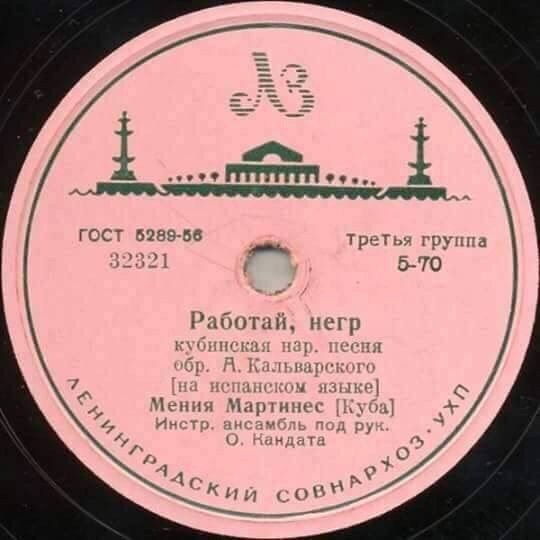 ЛЗ
ГОСТ 5289-56
32321
третья группа
5-70
Работай, негр
кубинская нар. песня
обр. А. Кальварского
[на испанском языке]
Мения Мартинес [Куба]
Инстр. ансамбль под рук.
О. Кандата
ЛЕНИНГРАДСКИЙ СОВНАРХОЗ · УХП